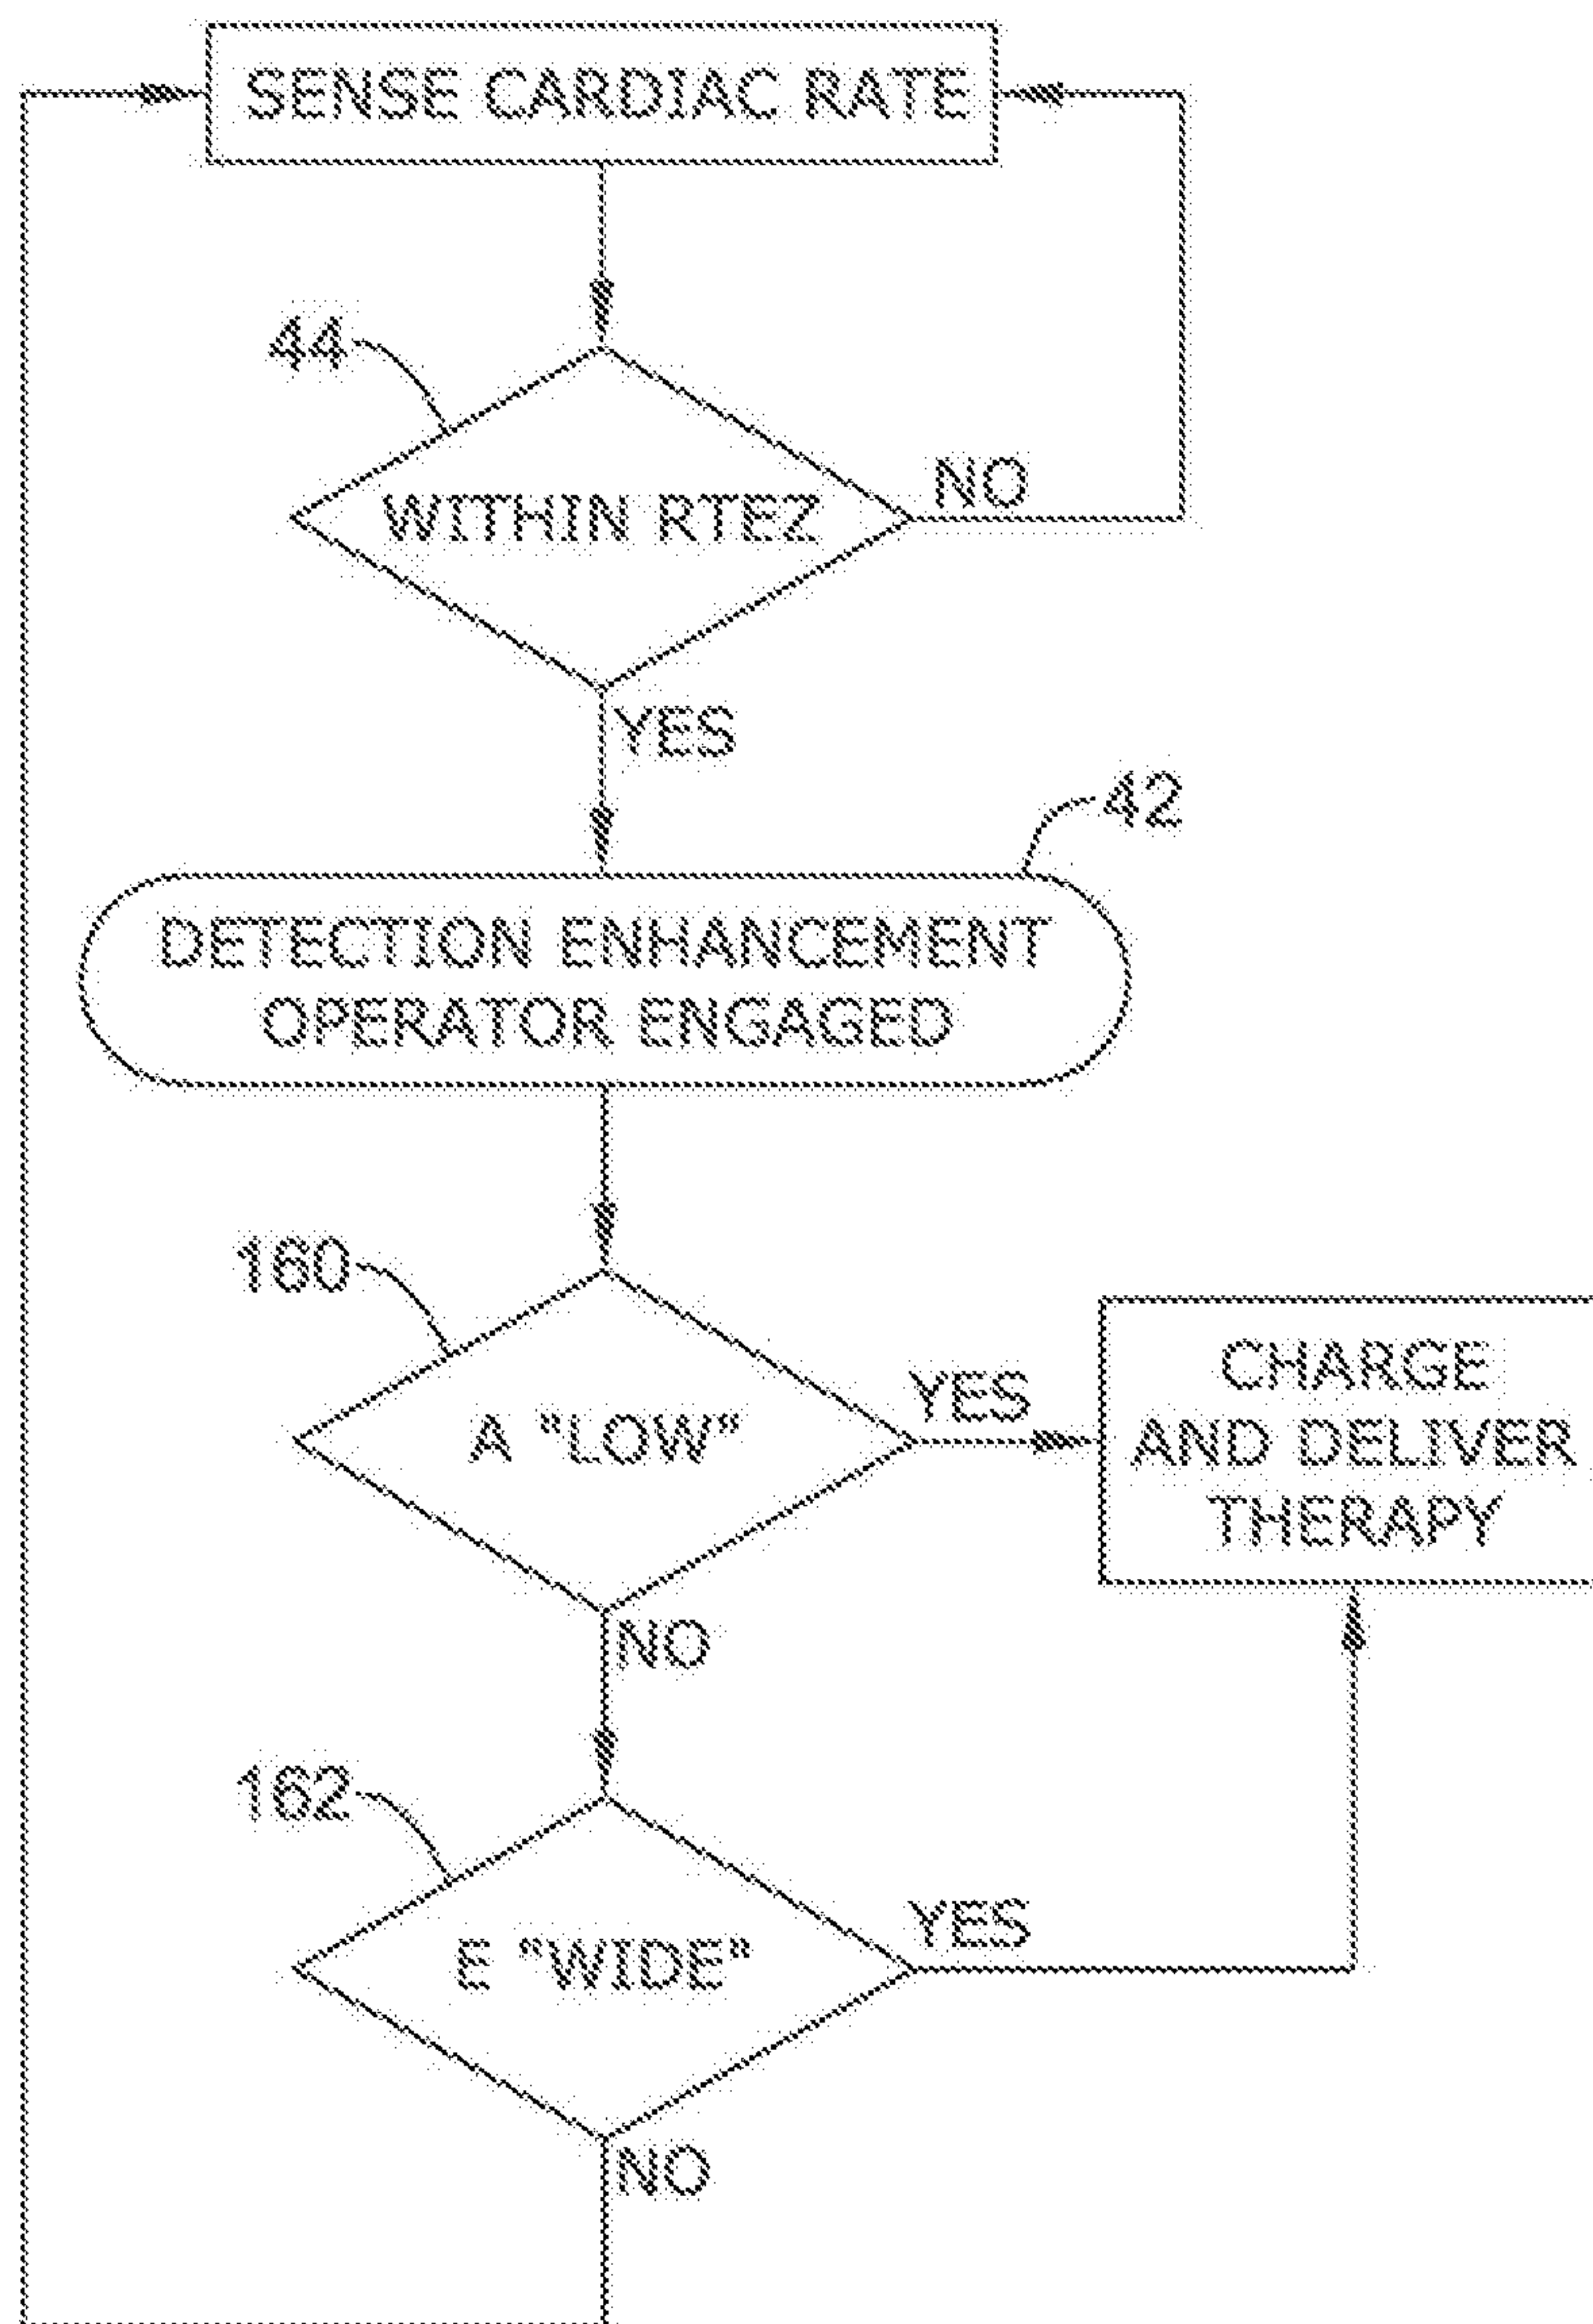 SENSE CARDIAC RATE
44
WITHIN RTEZ
NO
YES
42
DETECTION ENHANCEMENT
OPERATOR ENGAGED
160
A "LOW"
YES
CHARGE
AND DELIVER
THERAPY
NO
162
E "WIDE"
YES
NO